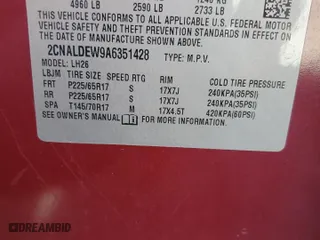 4960 LB 2590 LB 2733 LB
THIS VEHICLE CONFORMS TO ALL APPLICABLE U.S. FEDERAL MOTOR
VEHICLE SAFETY AND THEFT PREVENTION STANDARDS IN EFFECT
ON THE DATE OF MANUFACTURE SHOWN ABOVE.
2CNALDEW9A6351428 TYPE: M.P.V.
MODEL: LH26
LBJM TIRE SIZE SPEED RTG RIM COLD TIRE PRESSURE
FRT P225/65R17 S 17X7J 240KPA(35PSI)
RR P225/65R17 S 17X7J 240KPA(35PSI)
SPA T145/70R17 M 17X4.5T 420KPA(60PSI)
SEE OWNER'S MANUAL FOR ADDITIONAL INFORMATION.
DREAMBID